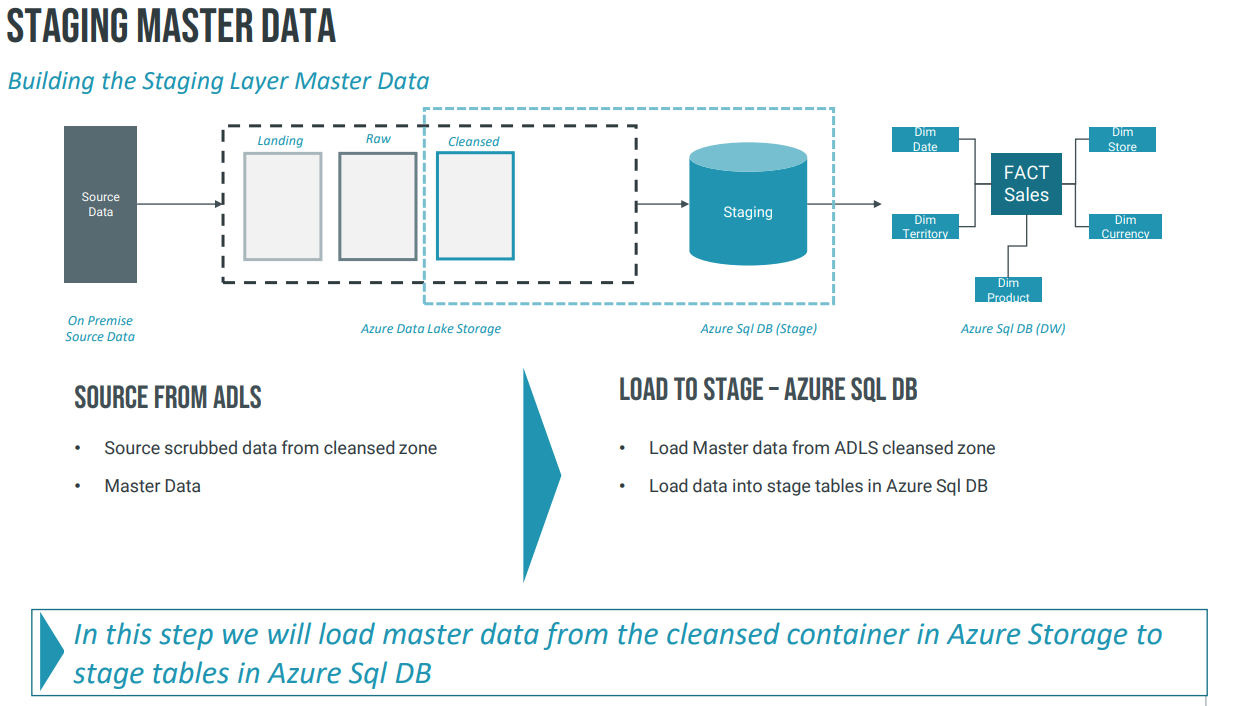 STAGING MASTER DATA
Building the Staging Layer Master Data
Source
Data
Landing
Raw
Cleansed
Staging
Dim
Date
Dim
Territory
FACT
Sales
Dim
Store
Dim
Currency
Dim
Product
On Premise
Source Data
Azure Data Lake Storage
Azure Sql DB (Stage)
Azure Sql DB (DW)
SOURCE FROM ADLS
• Source scrubbed data from cleansed zone
• Master Data
LOAD TO STAGE – AZURE SQL DB
• Load Master data from ADLS cleansed zone
• Load data into stage tables in Azure Sql DB
In this step we will load master data from the cleansed container in Azure Storage to
stage tables in Azure Sql DB